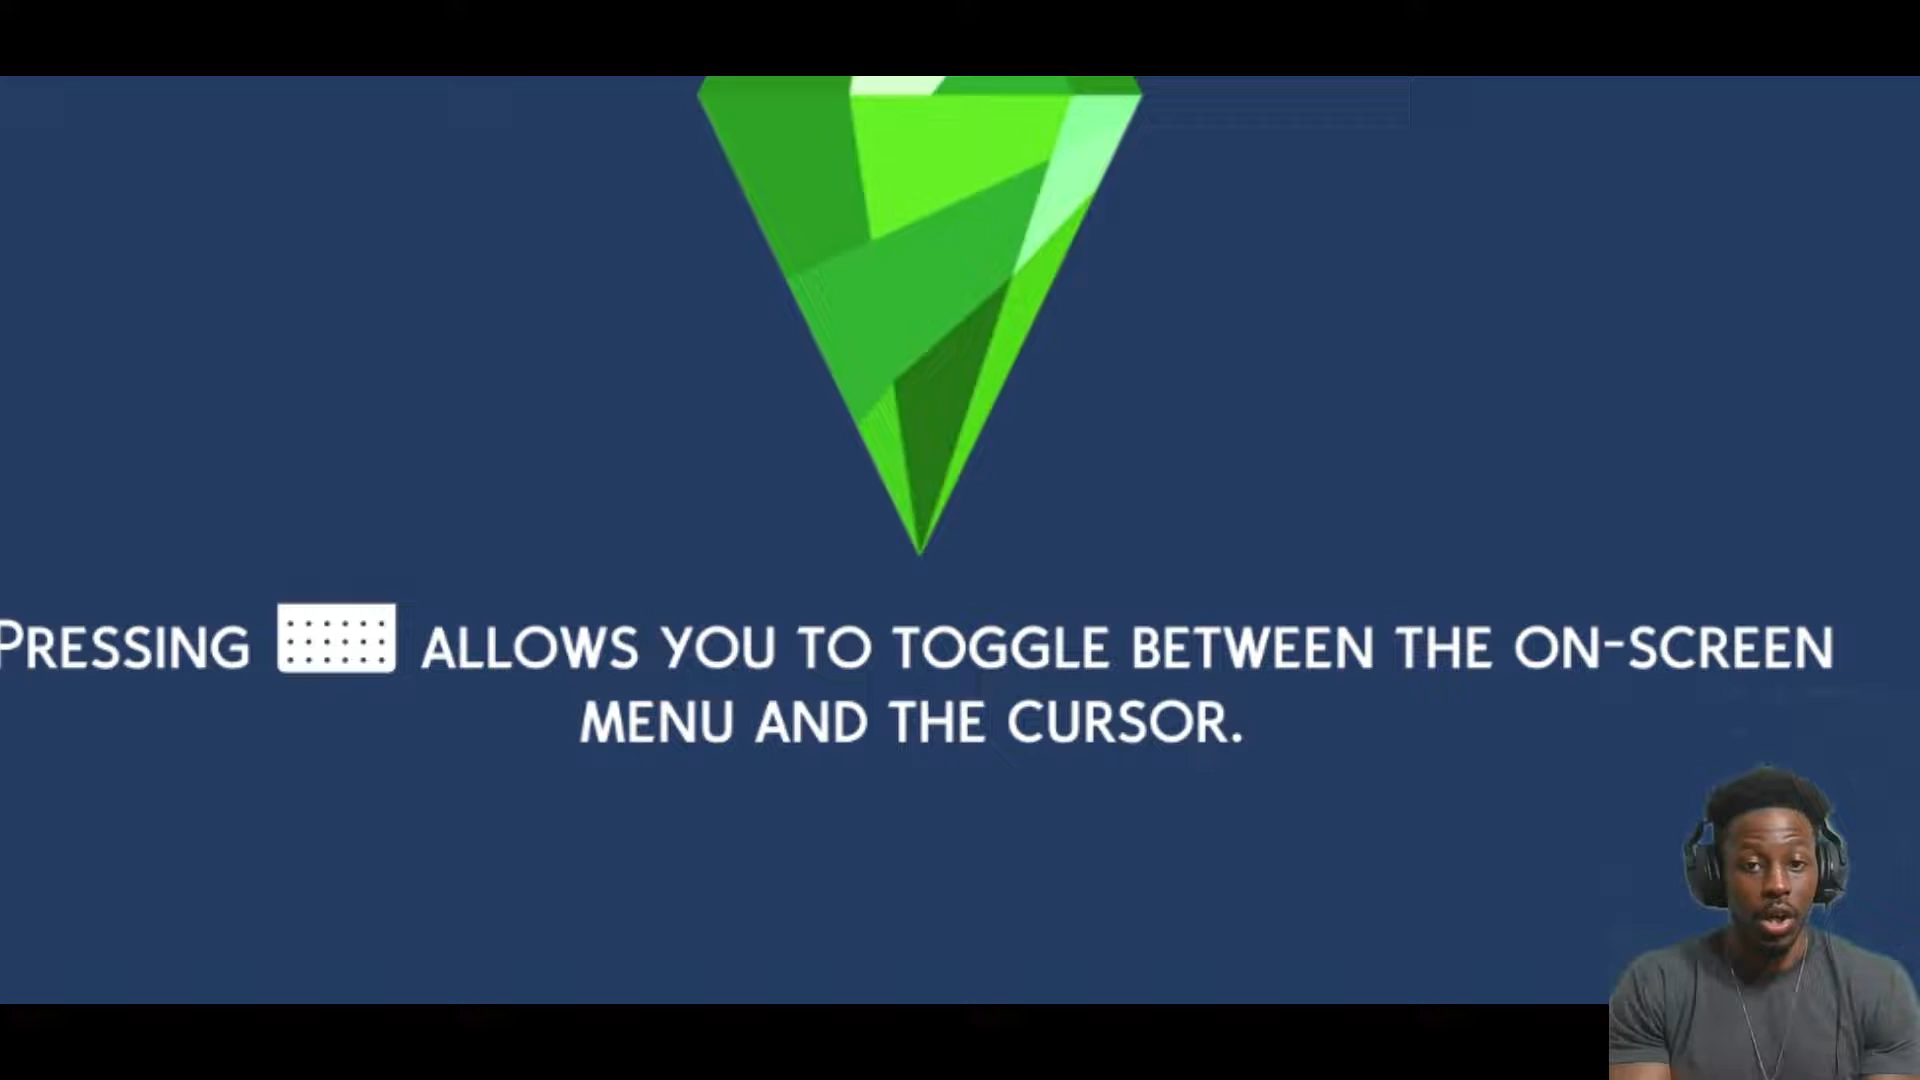 PRESSING ALLOWS YOU TO TOGGLE BETWEEN THE ON-SCREEN
MENU AND THE CURSOR.